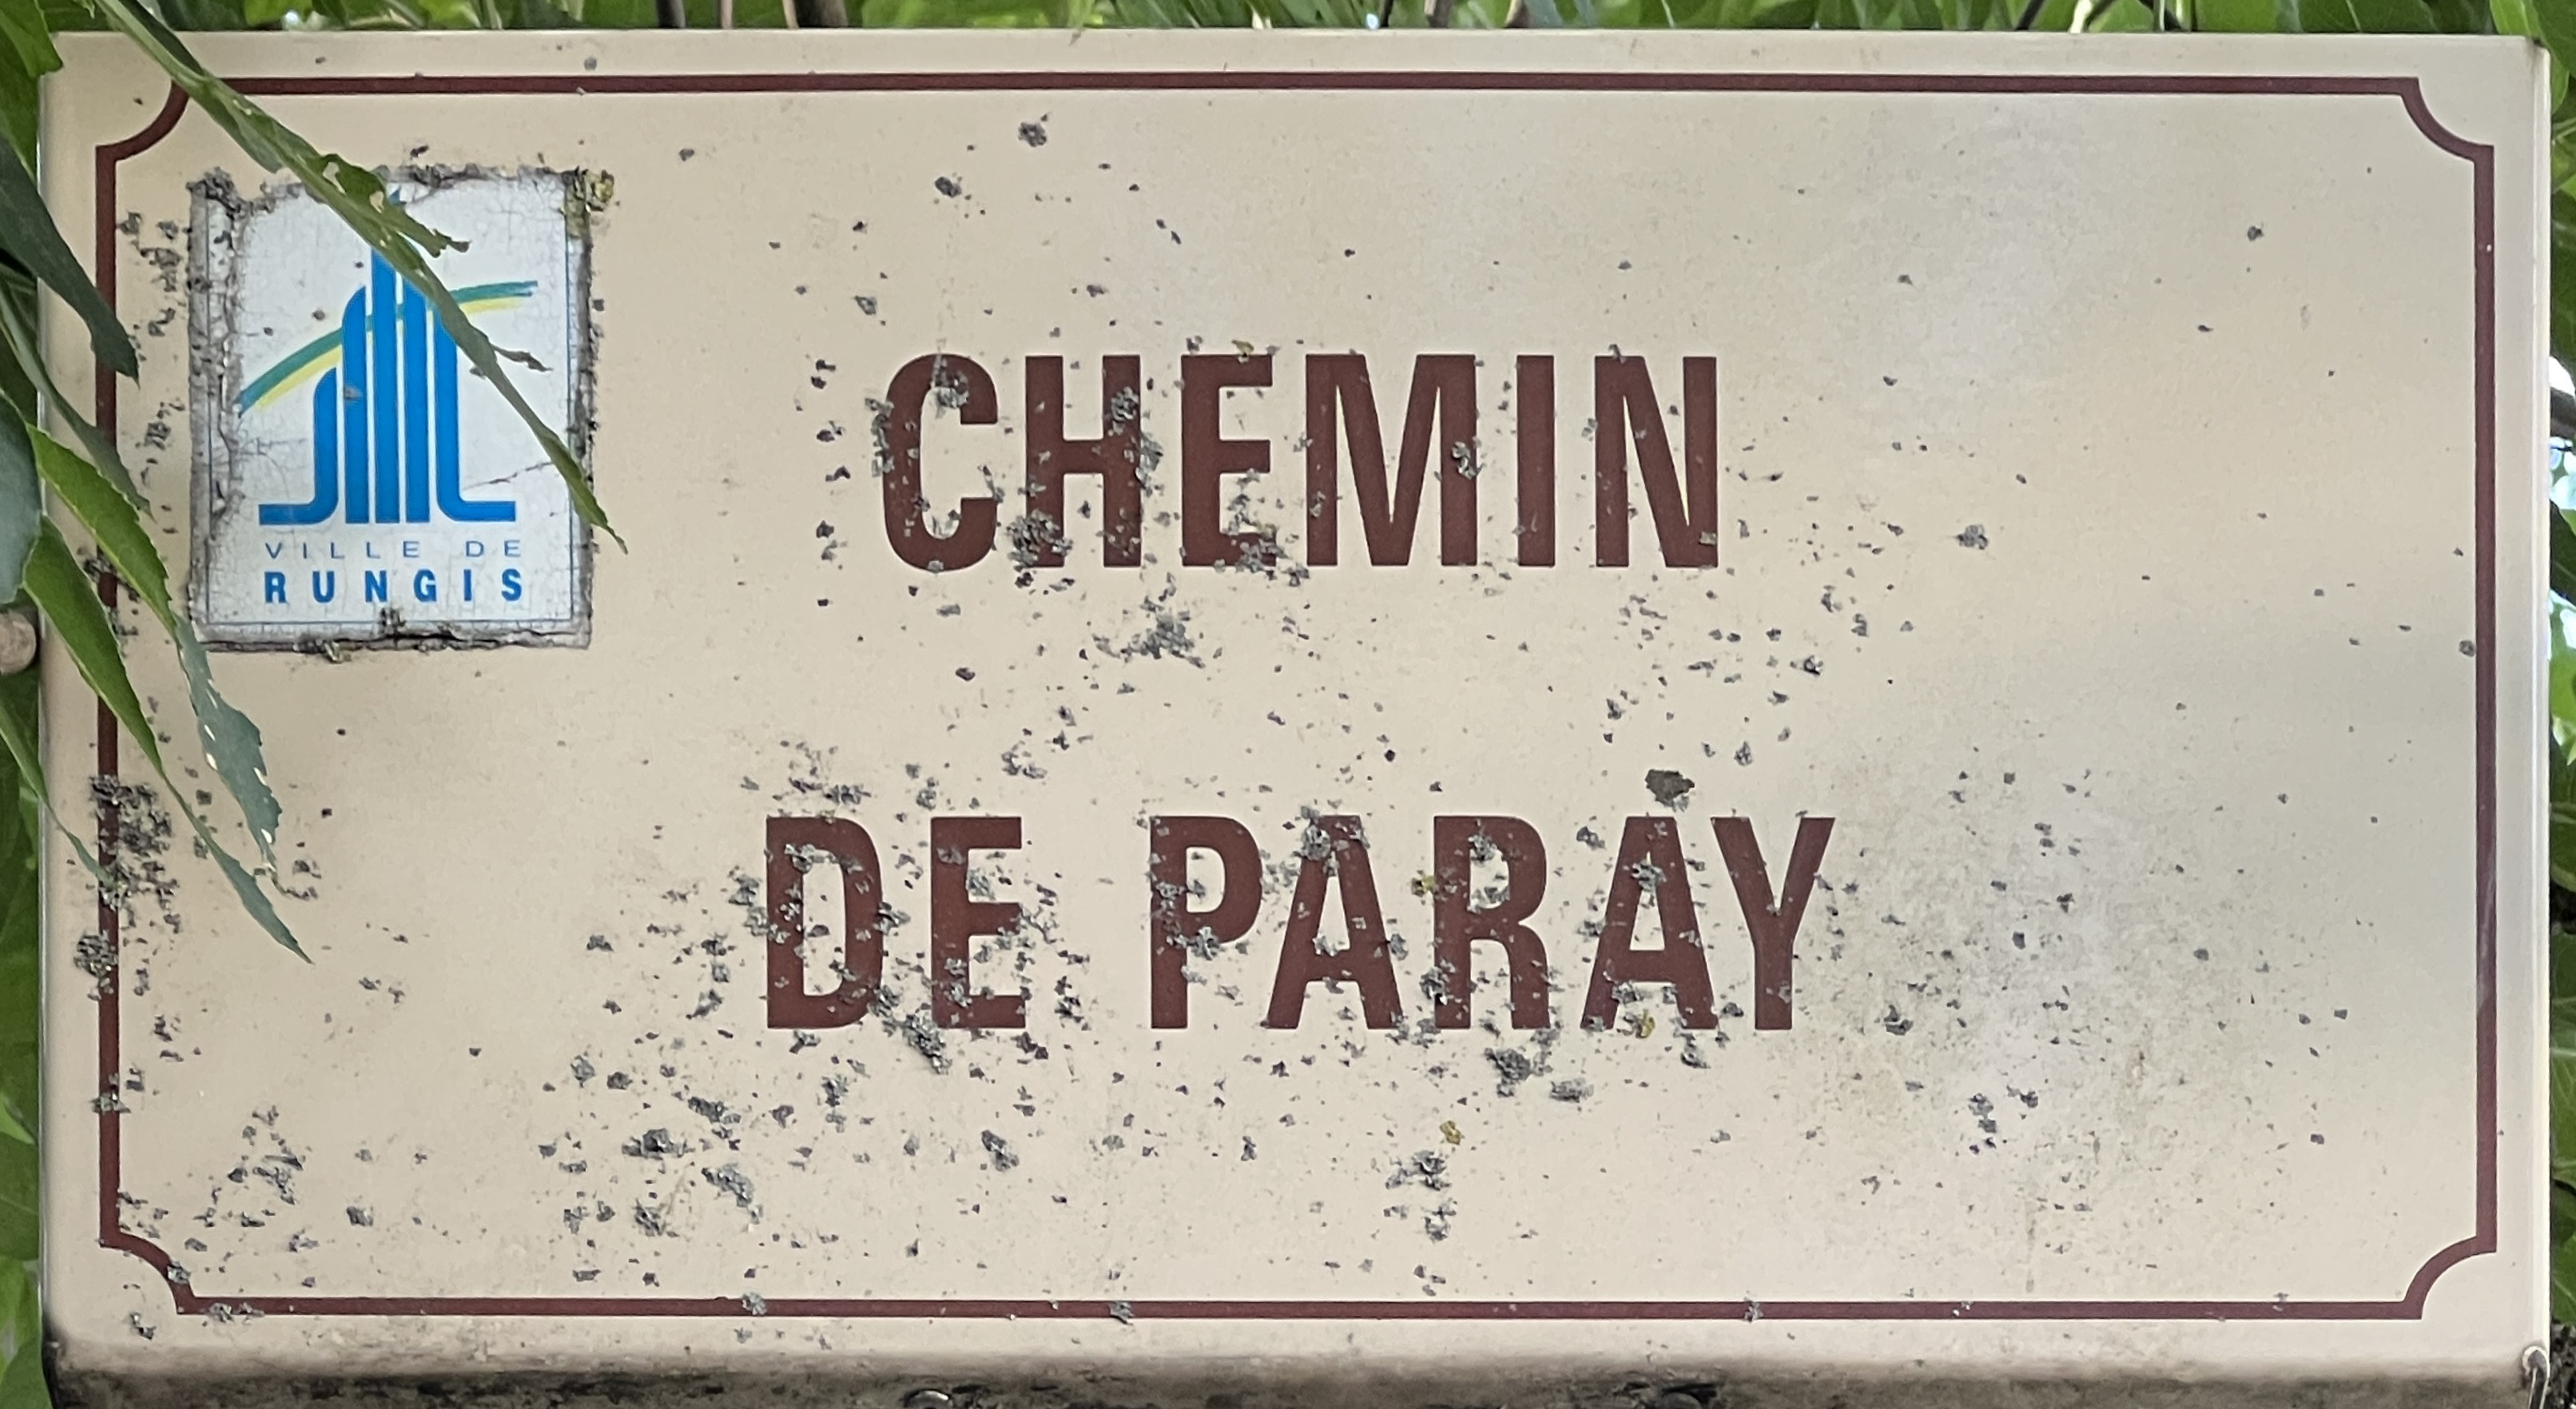 VILLE DE
RUNGIS
CHEMIN
DE PARAY